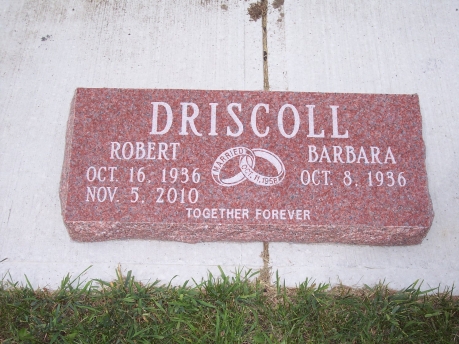 DRISCOLL
ROBERT
OCT. 16, 1936
NOV. 5, 2010
MARRIED
BARBARA
OCT. 8, 1936
TOGETHER FOREVER